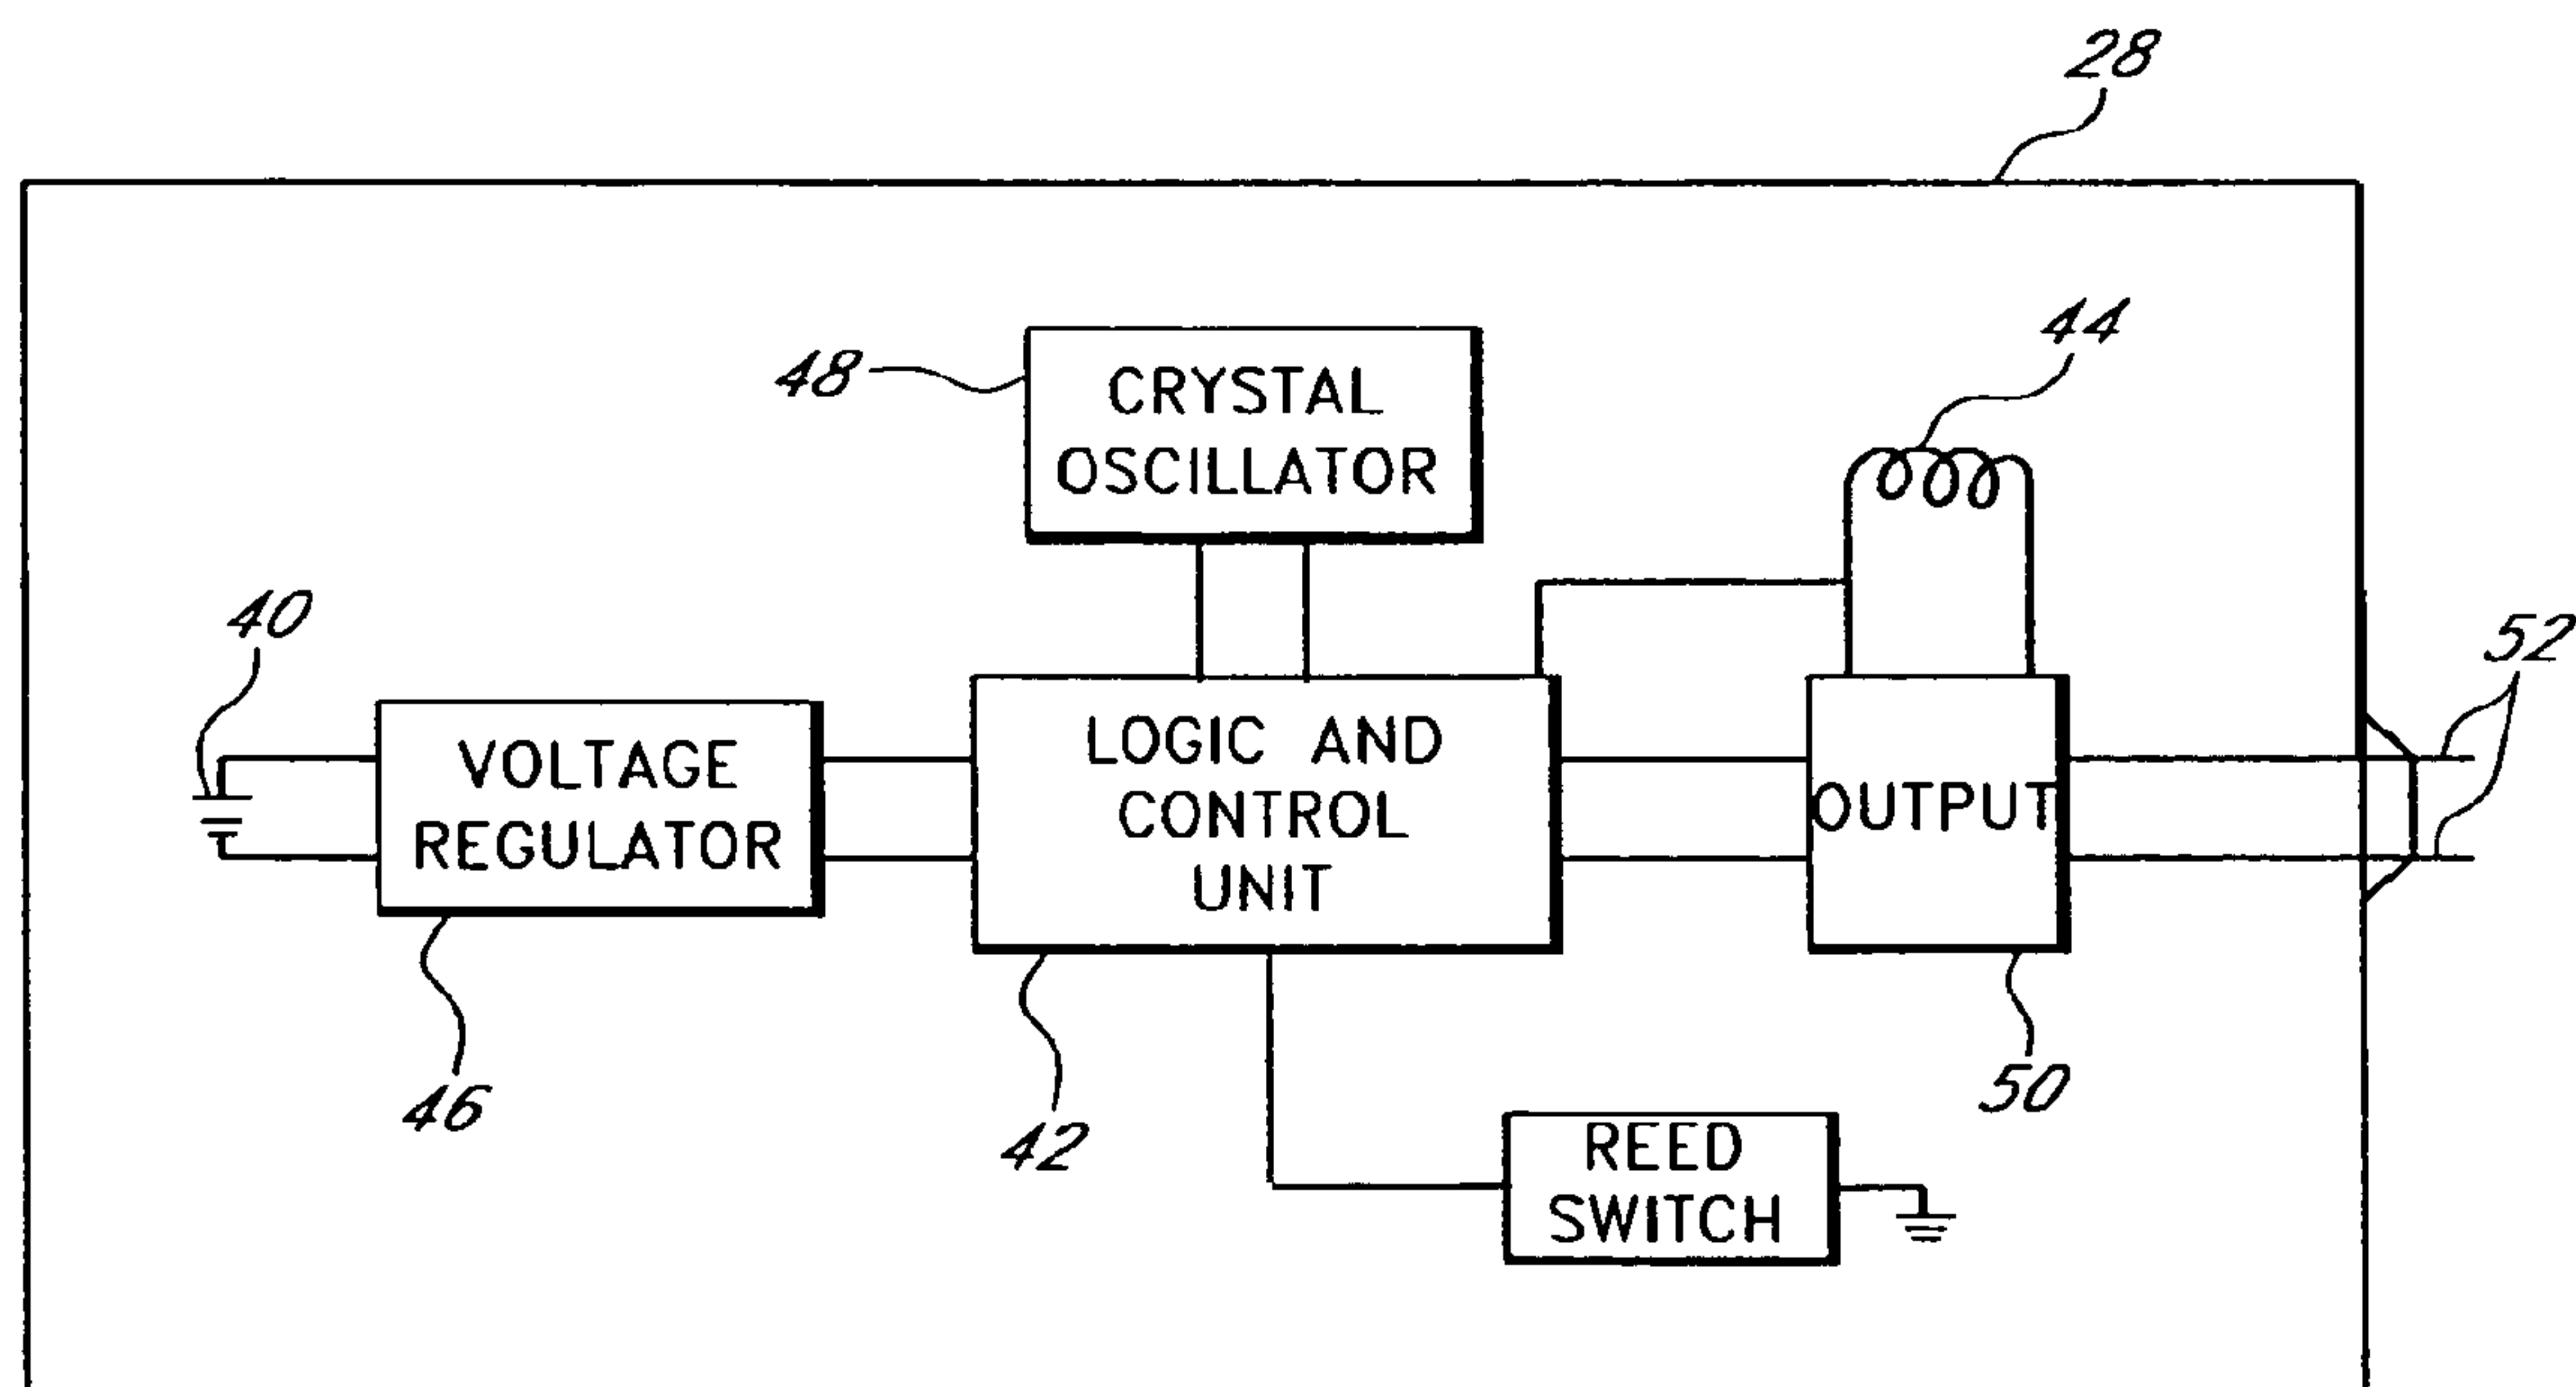 28
48
CRYSTAL
OSCILLATOR
44
40
52
VOLTAGE
REGULATOR
LOGIC AND
CONTROL
UNIT
OUTPUT
46
42
50
REED
SWITCH